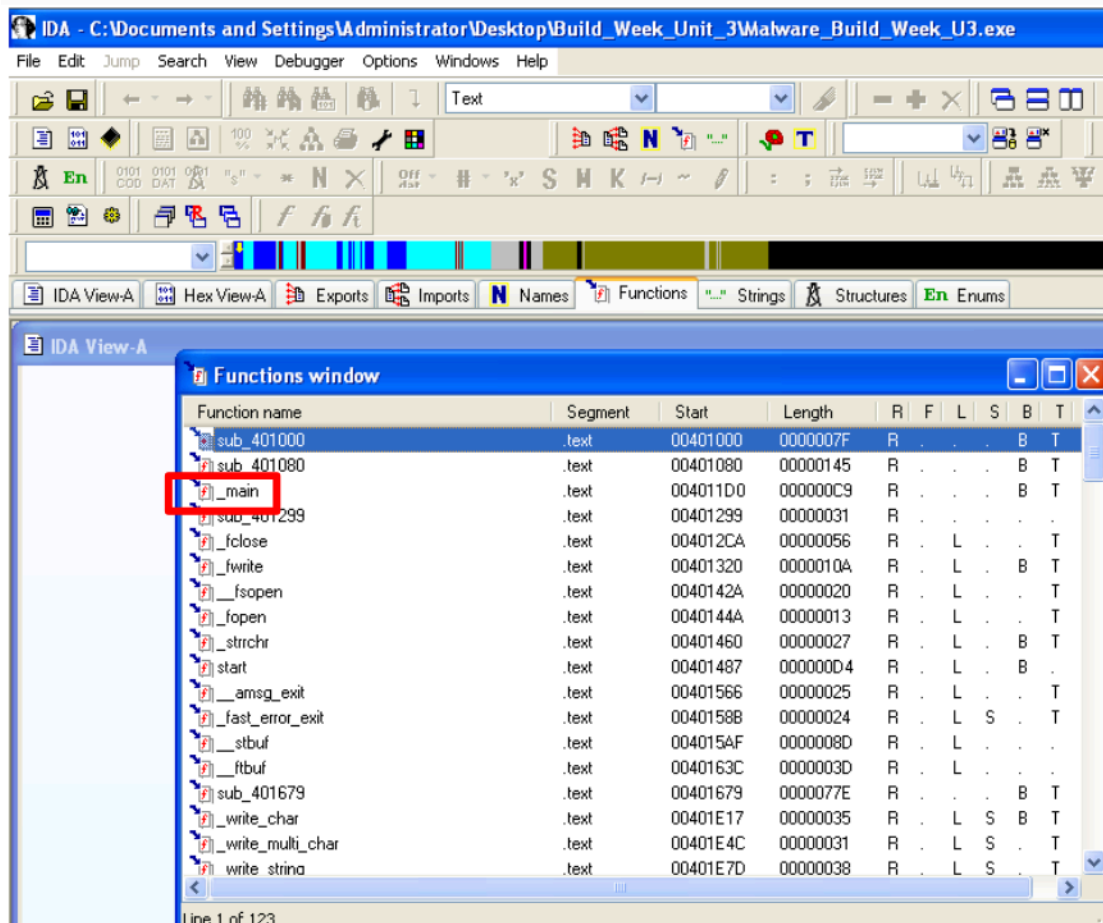 IDA - C:\Documents and Settings\Administrator\Desktop\Build_Week_Unit_3\Malware_Build_Week_U3.exe
File Edit Jump Search View Debugger Options Windows Help
Text
En
N X S M K
IDA View-A Hex View-A Exports Imports N Names Functions "..." Strings Structures En Enums
IDA View-A
Functions window
Function name Segment Start Length R F L S B T
sub_401000 .text 00401000 0000007F R . . . B T
sub_401080 .text 00401080 00000145 R . . . B T
_main .text 004011D0 000000C9 R . . . B T
sub_401299 .text 00401299 00000031 R . . . . .
_fclose .text 004012CA 00000056 R . L . . T
_fwrite .text 00401320 0000010A R . L . B T
__fsopen .text 0040142A 00000020 R . L . . T
_fopen .text 0040144A 00000013 R . L . . T
_strrchr .text 00401460 00000027 R . L . B T
start .text 00401487 000000D4 R . L . B .
__amsg_exit .text 00401566 00000025 R . L . . T
_fast_error_exit .text 0040158B 00000024 R . L S . T
__stbuf .text 004015AF 0000008D R . L . . .
__ftbuf .text 0040163C 0000003D R . L . . .
sub_401679 .text 00401679 0000077E R . . . B T
_write_char .text 00401E17 00000035 R . L S B T
_write_multi_char .text 00401E4C 00000031 R . L S . T
_write_string .text 00401E7D 00000038 R . L S . T
Line 1 of 123